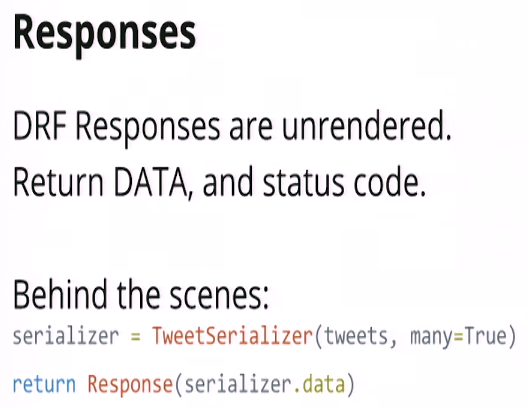 Responses
DRF Responses are unrendered.
Return DATA, and status code.
Behind the scenes:
serializer = TweetSerializer(tweets, many=True)
return Response(serializer.data)